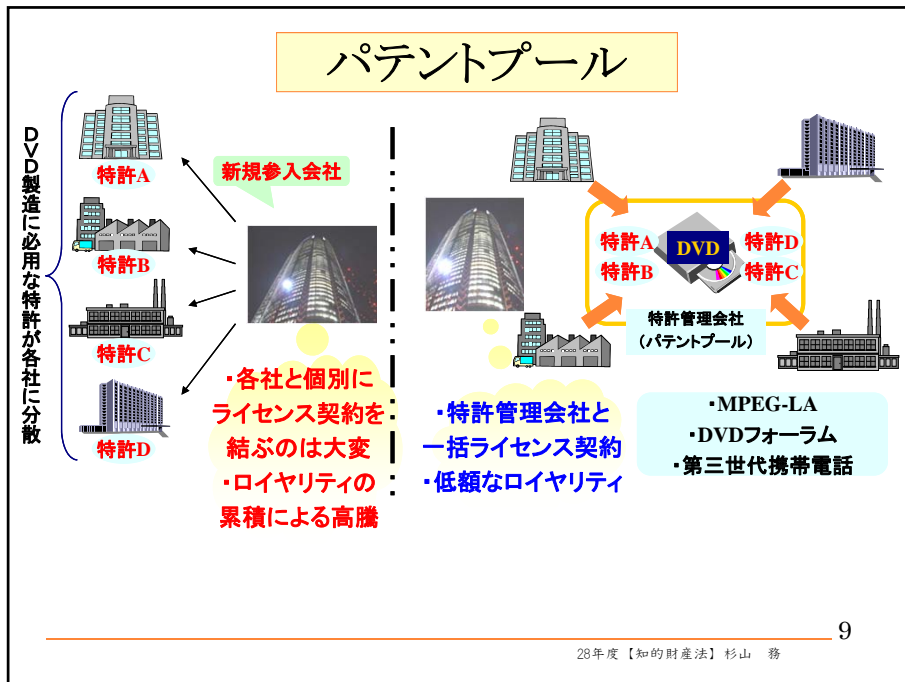 パテントプール
DVD製造に必用な特許が各社に分散
特許A
特許B
特許C
特許D
新規参入会社
・各社と個別に
ライセンス契約を
結ぶのは大変
・ロイヤリティの
累積による高騰
特許A
特許B
DVD
特許D
特許C
特許管理会社
（パテントプール）
・特許管理会社と
一括ライセンス契約
・低額なロイヤリティ
・MPEG-LA
・DVDフォーラム
・第三世代携帯電話
9
28年度【知的財産法】杉山　務